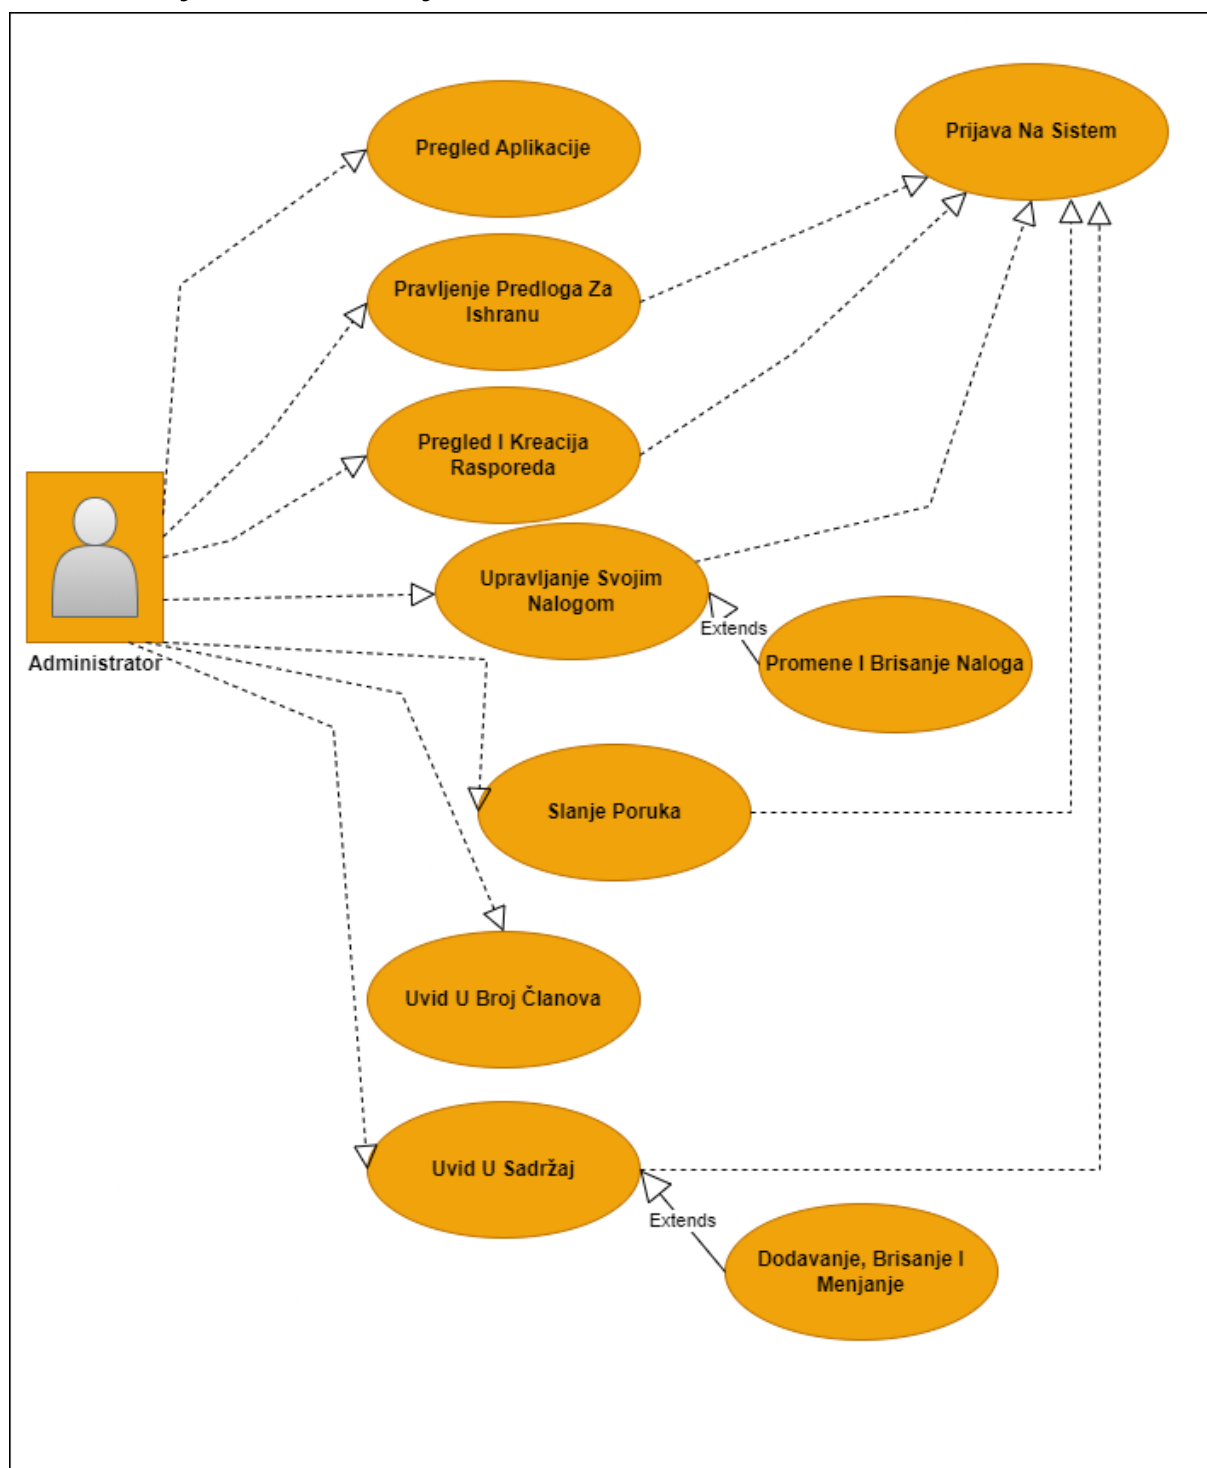 Pregled Aplikacije
Prijava Na Sistem
Pravljenje Predloga Za
Ishranu
Pregled I Kreacija
Rasporeda
Upravljanje Svojim
Nalogom
Extends
Promene I Brisanje Naloga
Administrator
Slanje Poruka
Uvid U Broj Članova
Uvid U Sadržaj
Extends
Dodavanje, Brisanje I
Menjanje